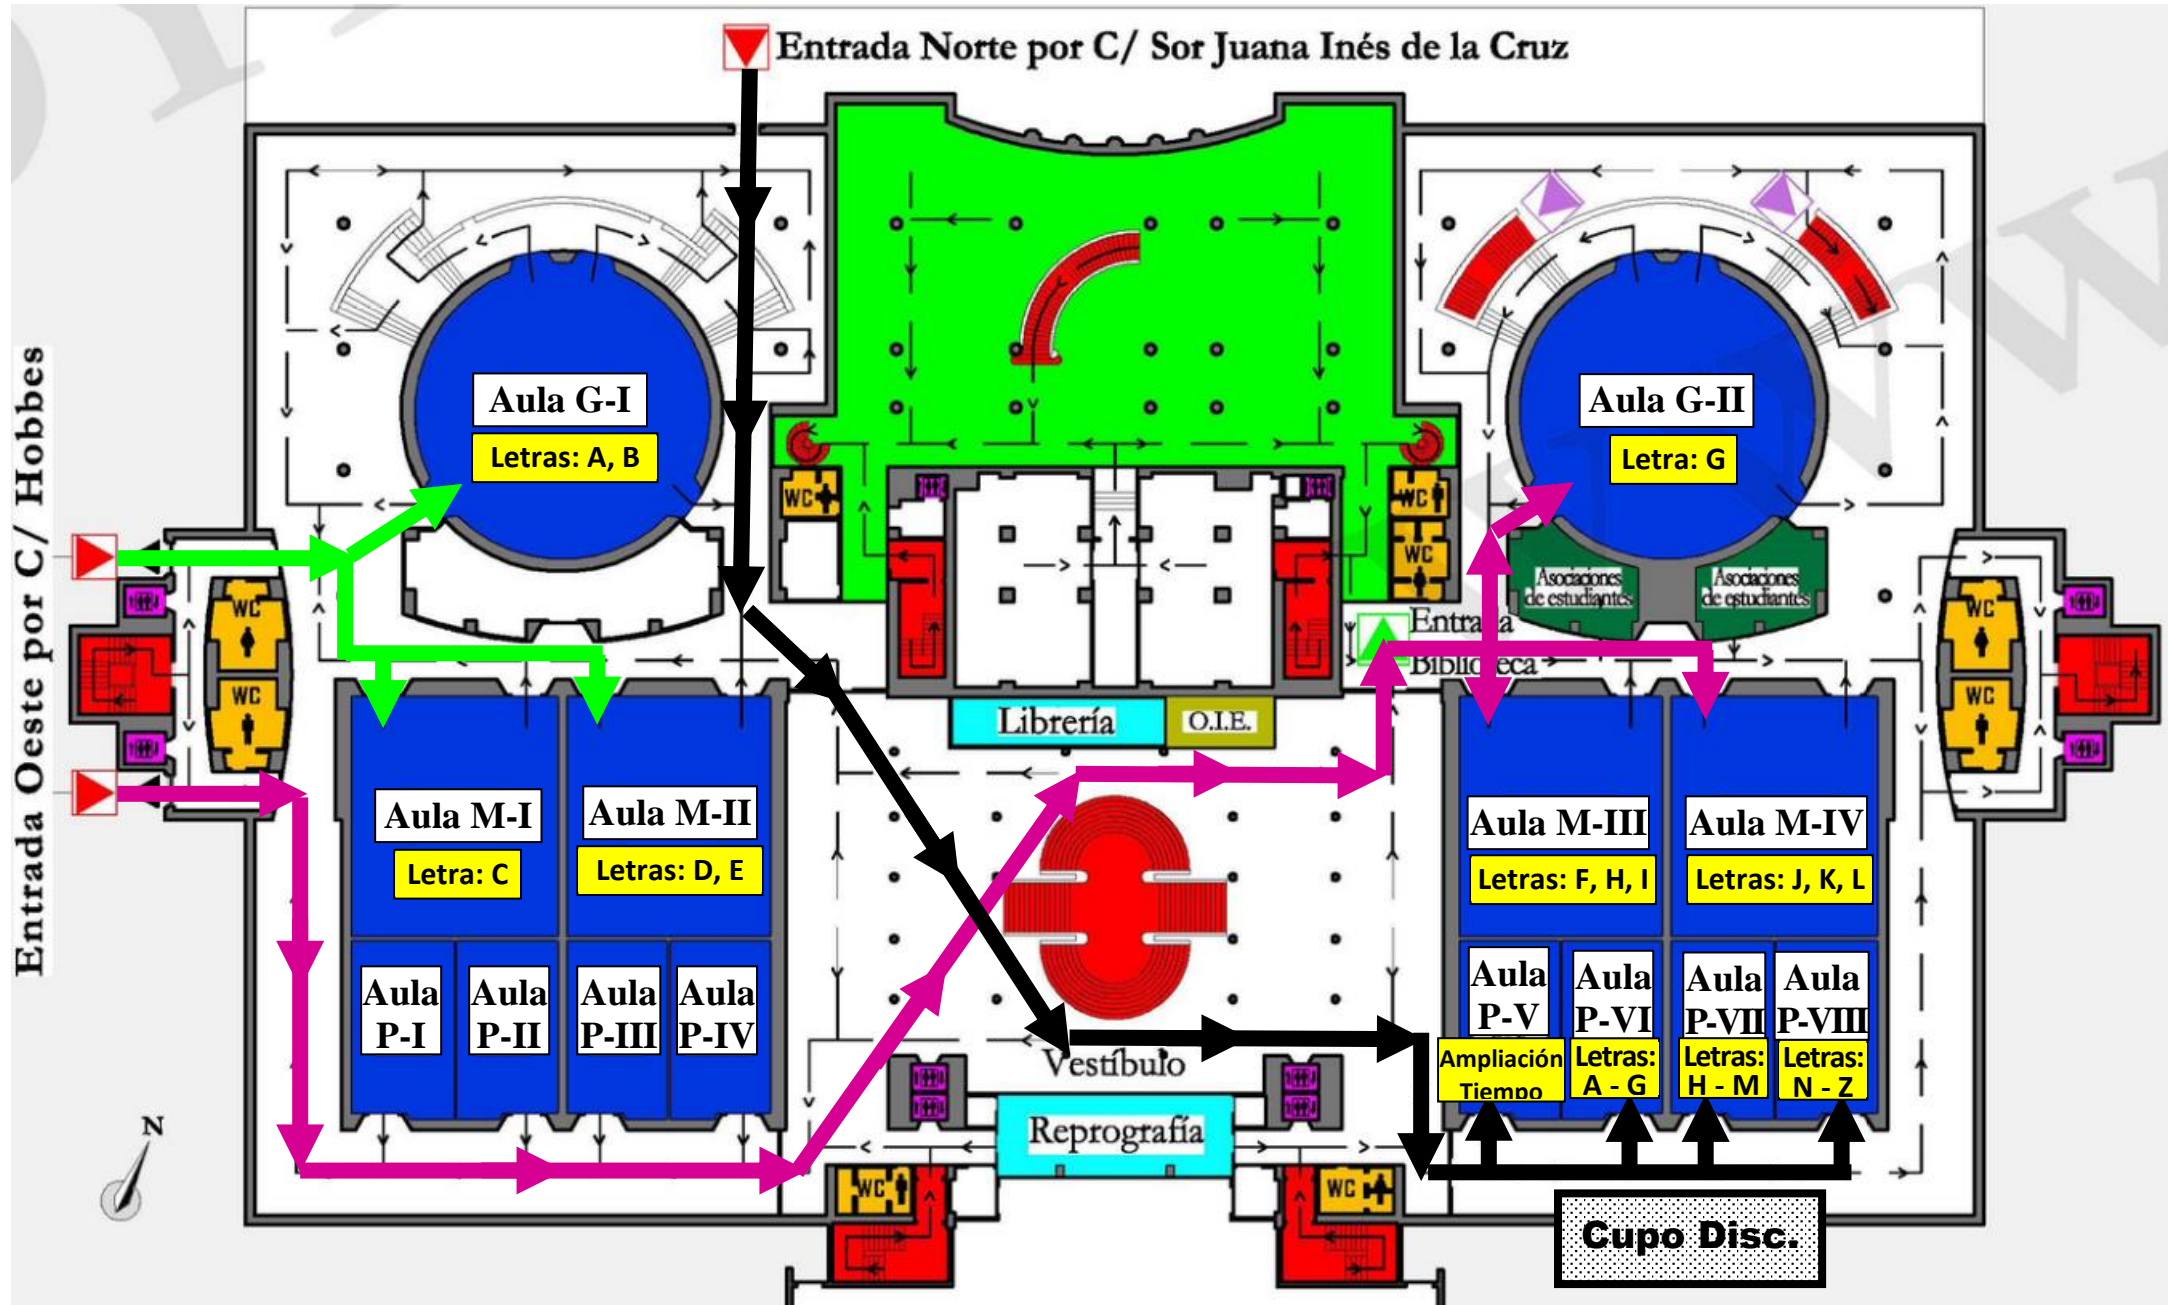 Entrada Norte por C/ Sor Juana Inés de la Cruz
Entrada Oeste por C/ Hobbes
Aula G-I
Letras: A, B
Aula G-II
Letra: G
WC
WC
WC
Asociaciones
de estudiantes
Asociaciones
de estudiantes
WC
WC
WC
WC
Entrada
Biblioteca
Librería
O.I.E.
Aula M-I
Letra: C
Aula M-II
Letras: D, E
Aula M-III
Letras: F, H, I
Aula M-IV
Letras: J, K, L
Aula
P-I
Aula
P-II
Aula
P-III
Aula
P-IV
Aula
P-V
Ampliación
Tiempo
Aula
P-VI
Letras:
A - G
Aula
P-VII
Letras:
H - M
Aula
P-VIII
Letras:
N - Z
Vestíbulo
Reprografía
WC
WC
N
Cupo Disc.